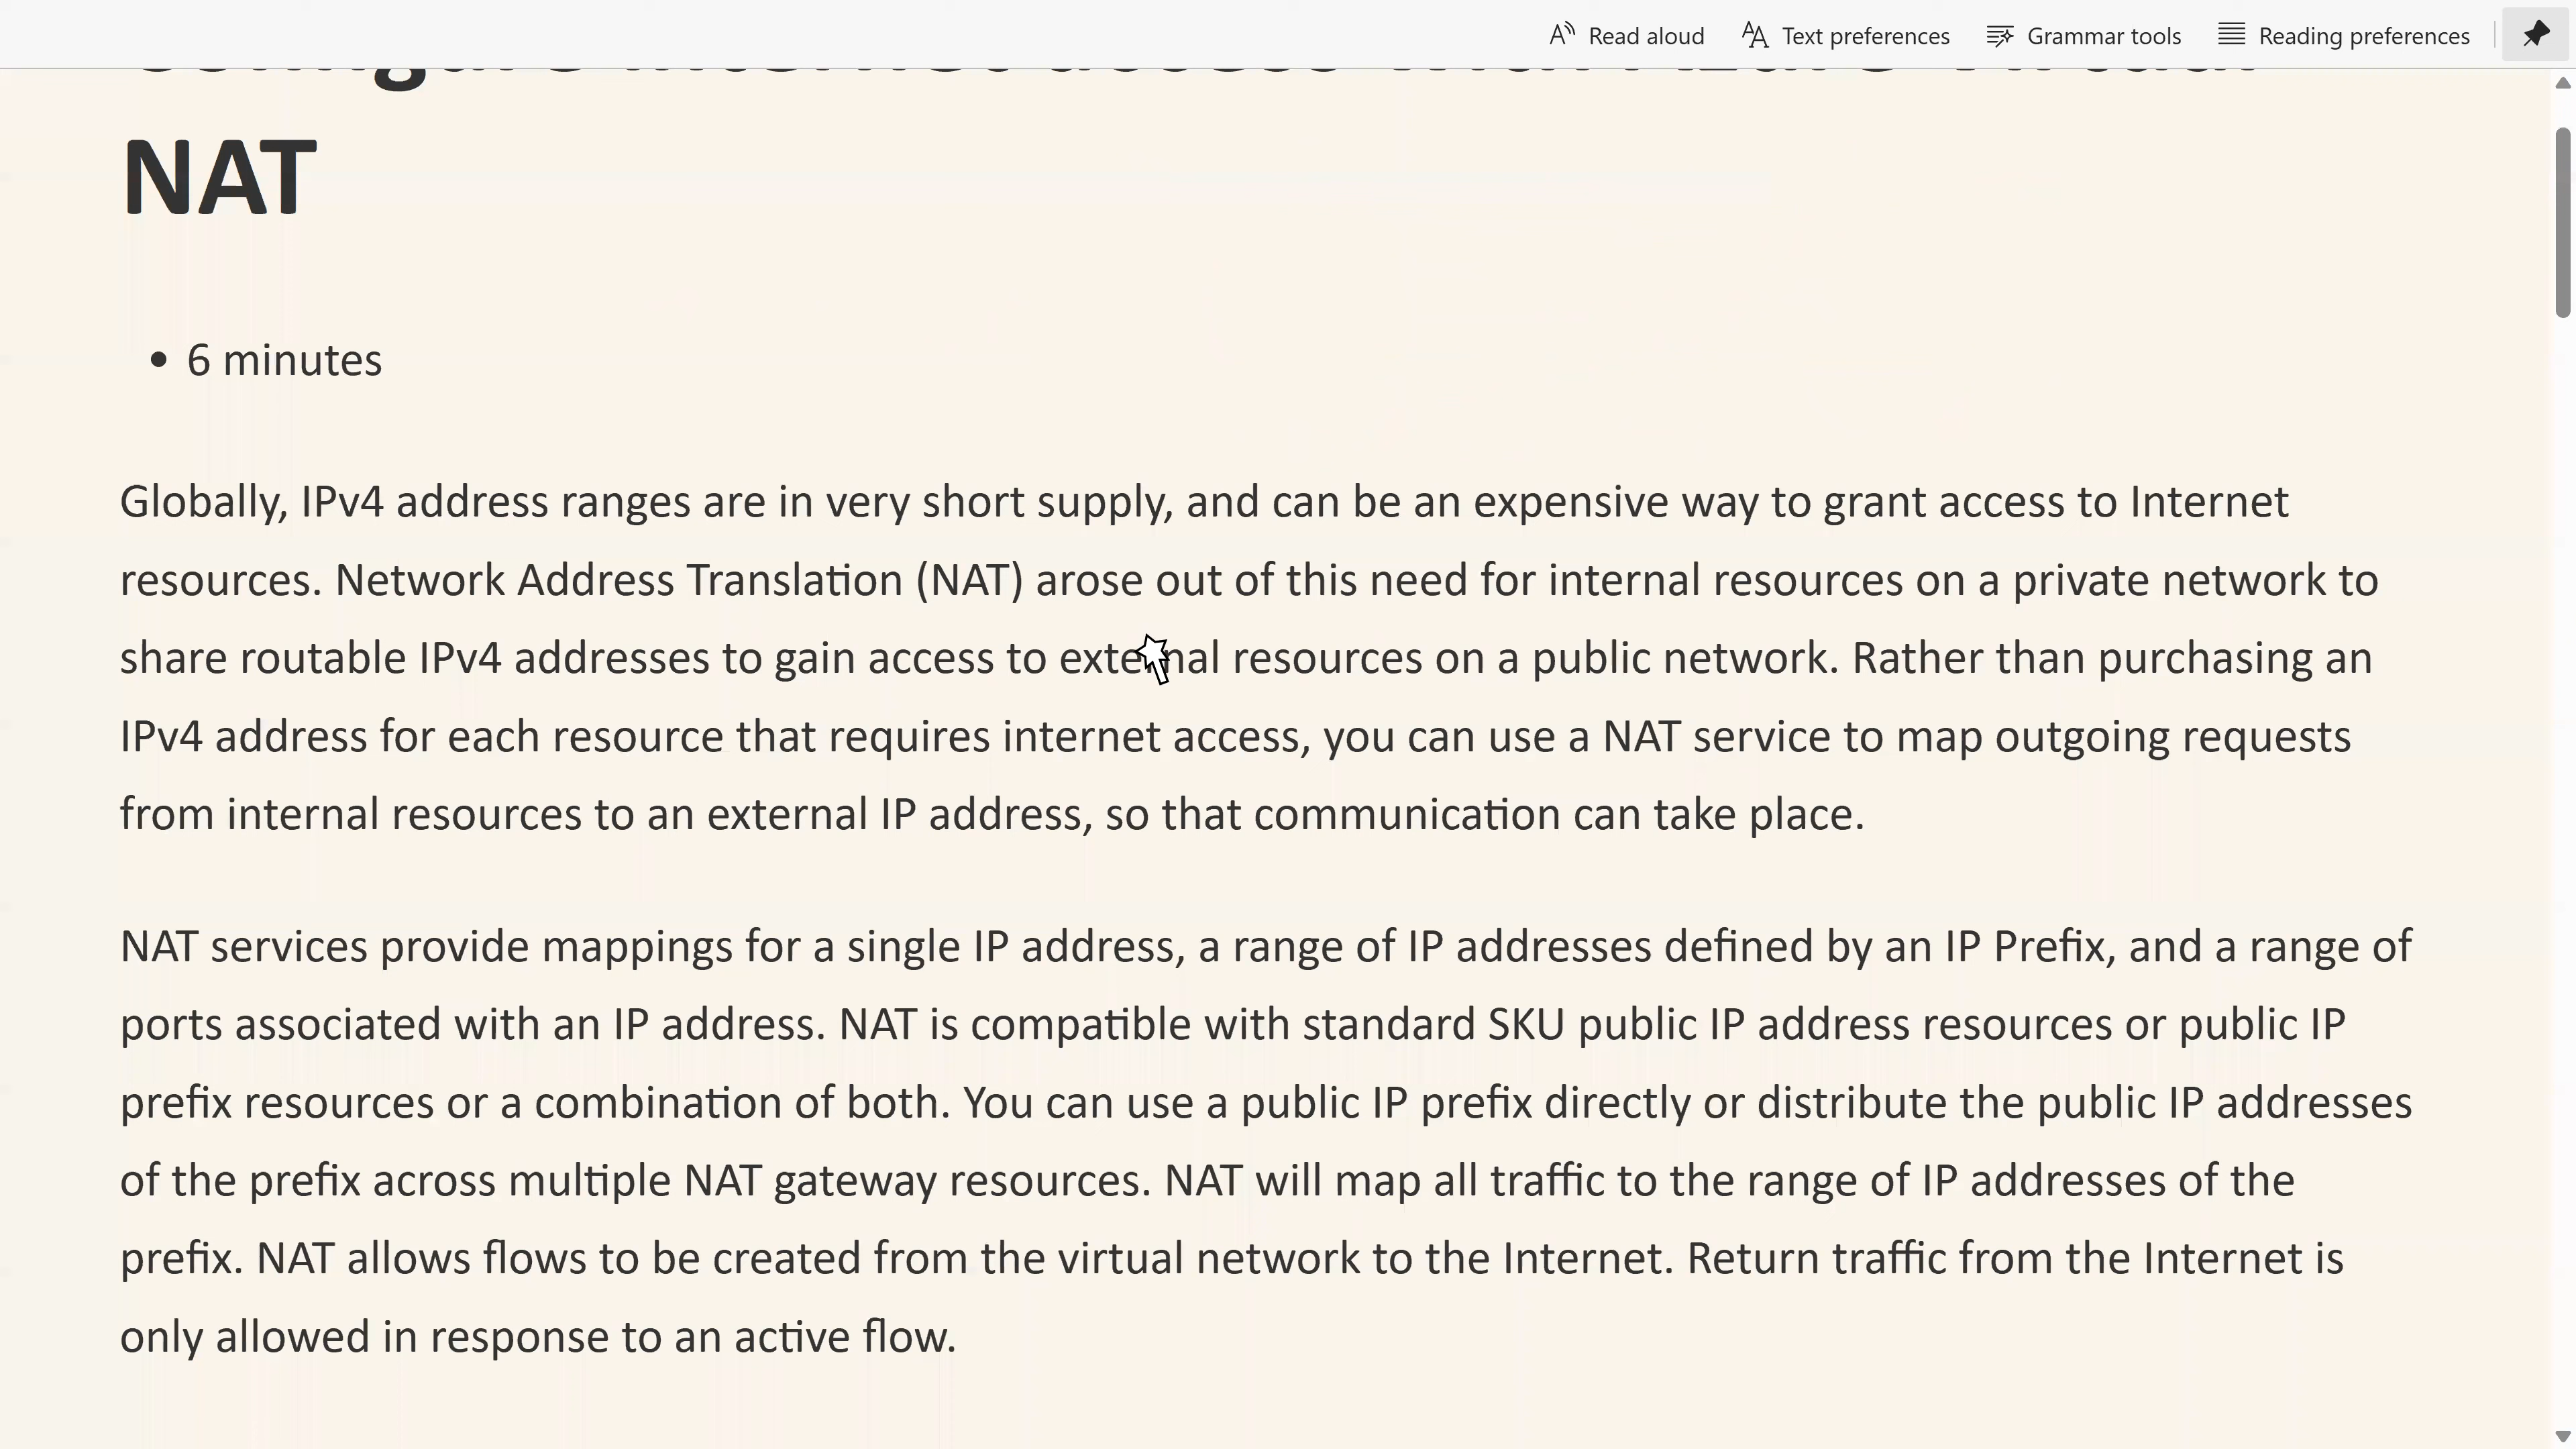 Read aloud
Text preferences
Grammar tools
Reading preferences
NAT
• 6 minutes
Globally, IPv4 address ranges are in very short supply, and can be an expensive way to grant access to Internet
resources. Network Address Translation (NAT) arose out of this need for internal resources on a private network to
share routable IPv4 addresses to gain access to external resources on a public network. Rather than purchasing an
IPv4 address for each resource that requires internet access, you can use a NAT service to map outgoing requests
from internal resources to an external IP address, so that communication can take place.
NAT services provide mappings for a single IP address, a range of IP addresses defined by an IP Prefix, and a range of
ports associated with an IP address. NAT is compatible with standard SKU public IP address resources or public IP
prefix resources or a combination of both. You can use a public IP prefix directly or distribute the public IP addresses
of the prefix across multiple NAT gateway resources. NAT will map all traffic to the range of IP addresses of the
prefix. NAT allows flows to be created from the virtual network to the Internet. Return traffic from the Internet is
only allowed in response to an active flow.